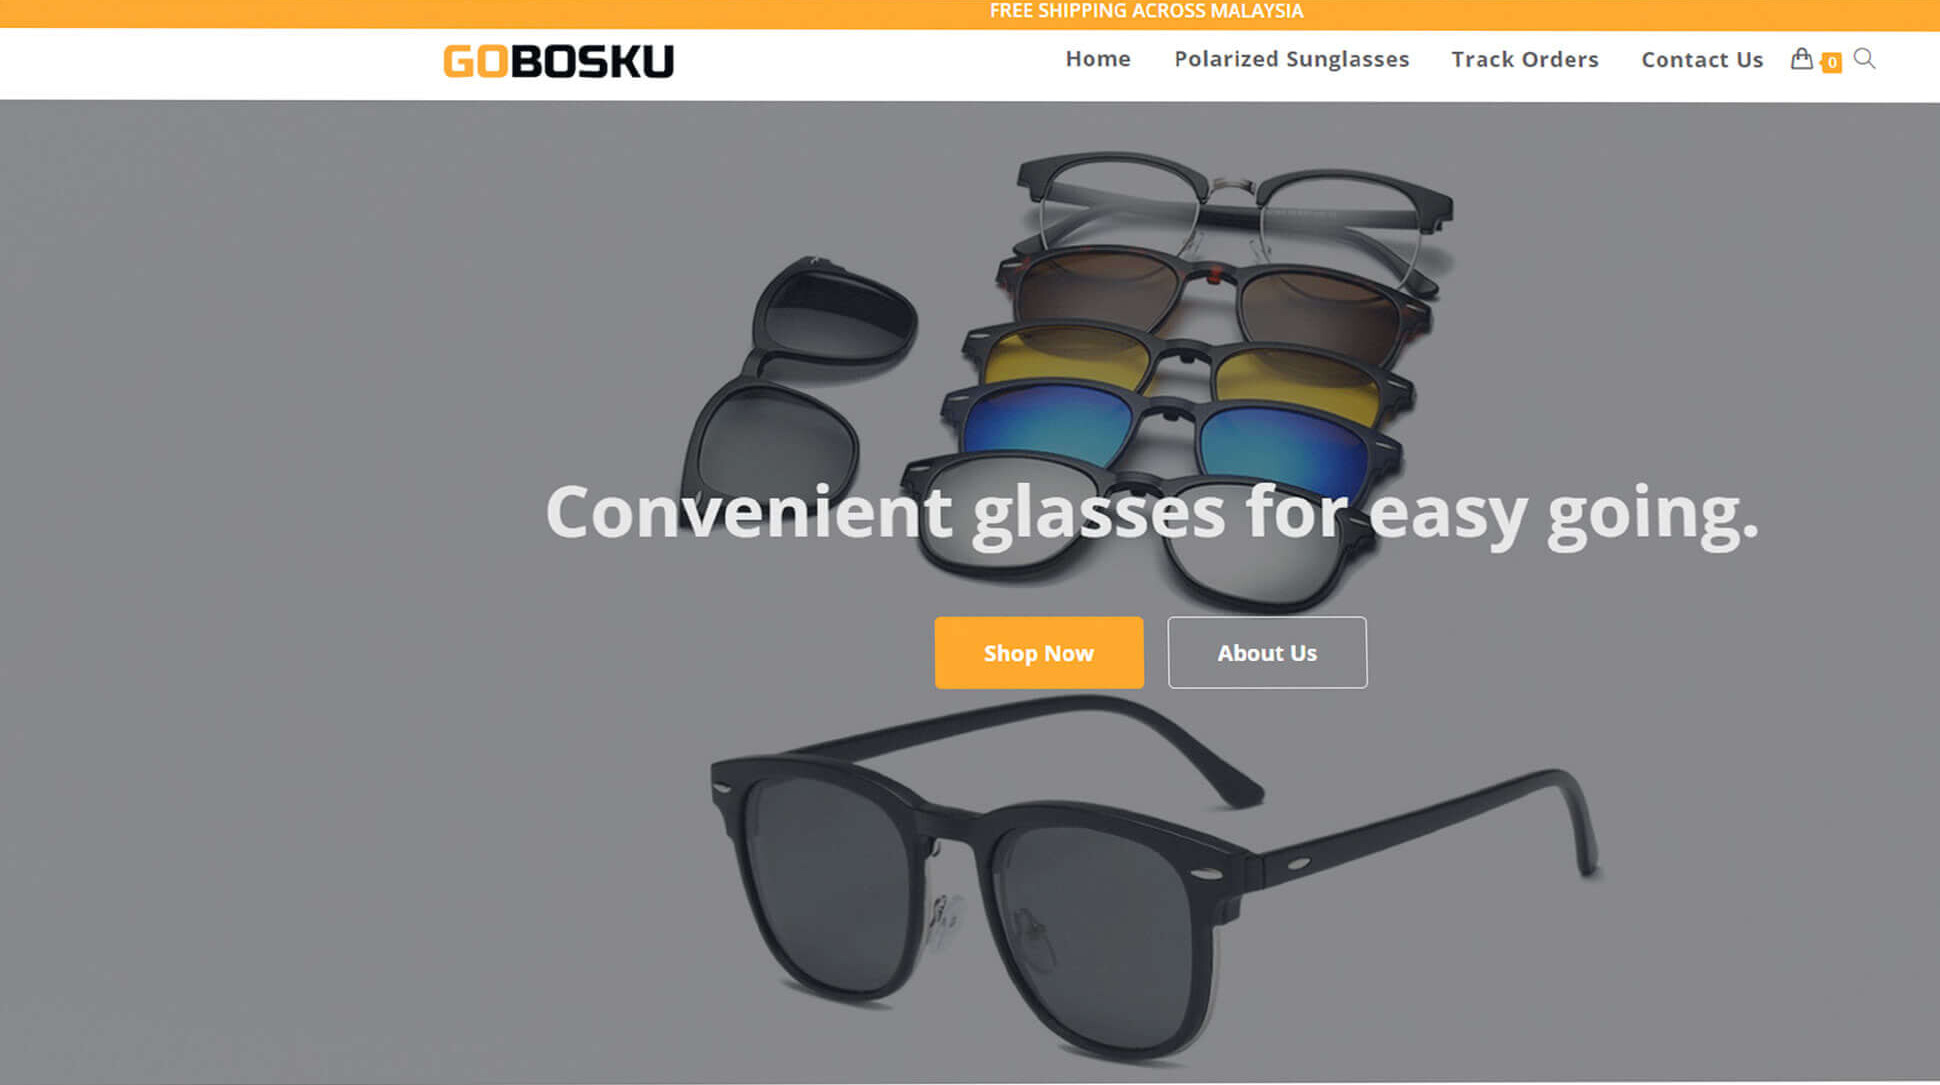 FREE SHIPPING ACROSS MALAYSIA
GOBOSKU
Home
Polarized Sunglasses
Track Orders
Contact Us
0
Convenient glasses for easy going.
Shop Now
About Us